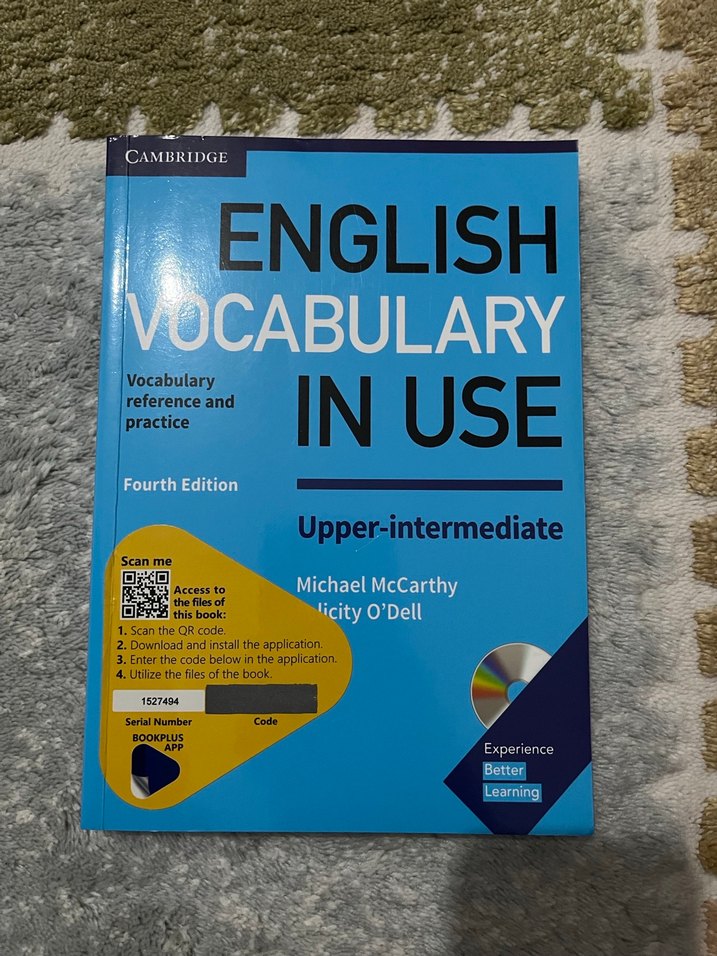 CAMBRIDGE
ENGLISH
VOCABULARY
IN USE
Vocabulary
reference and
practice
Fourth Edition
Upper-intermediate
Michael McCarthy
licity O'Dell
Scan me
Access to
the files of
this book:
1. Scan the QR code.
2. Download and install the application.
3. Enter the code below in the application.
4. Utilize the files of the book.
1527494
Serial Number
Code
BOOKPLUS
APP
Experience
Better
Learning